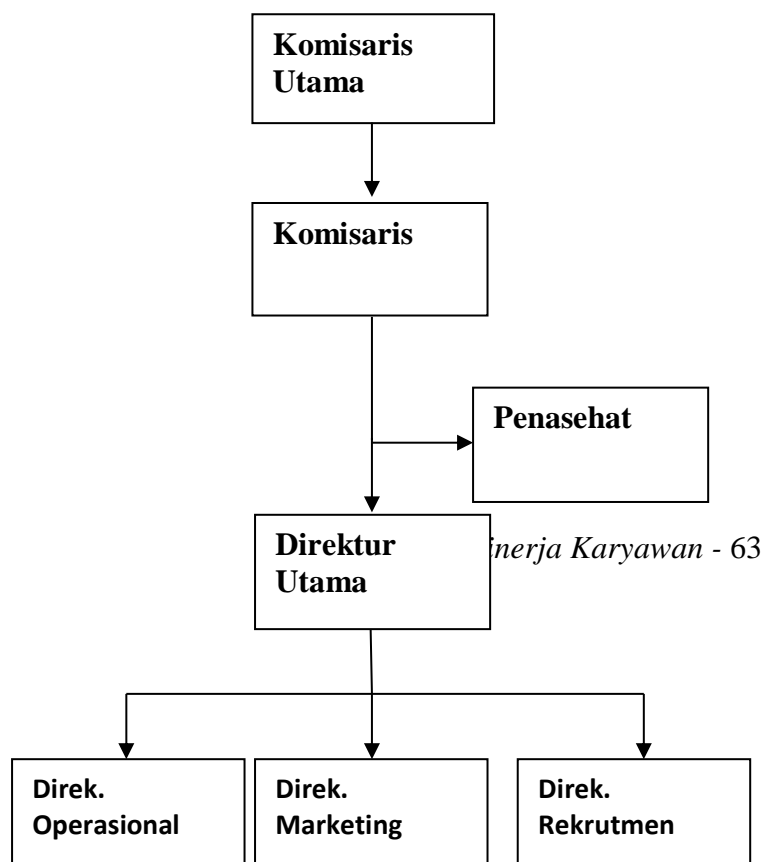 Komisaris
Utama
Komisaris
Penasehat
Direktur
Utama
inerja Karyawan - 63
Direk.
Operasional
Direk.
Marketing
Direk.
Rekrutmen